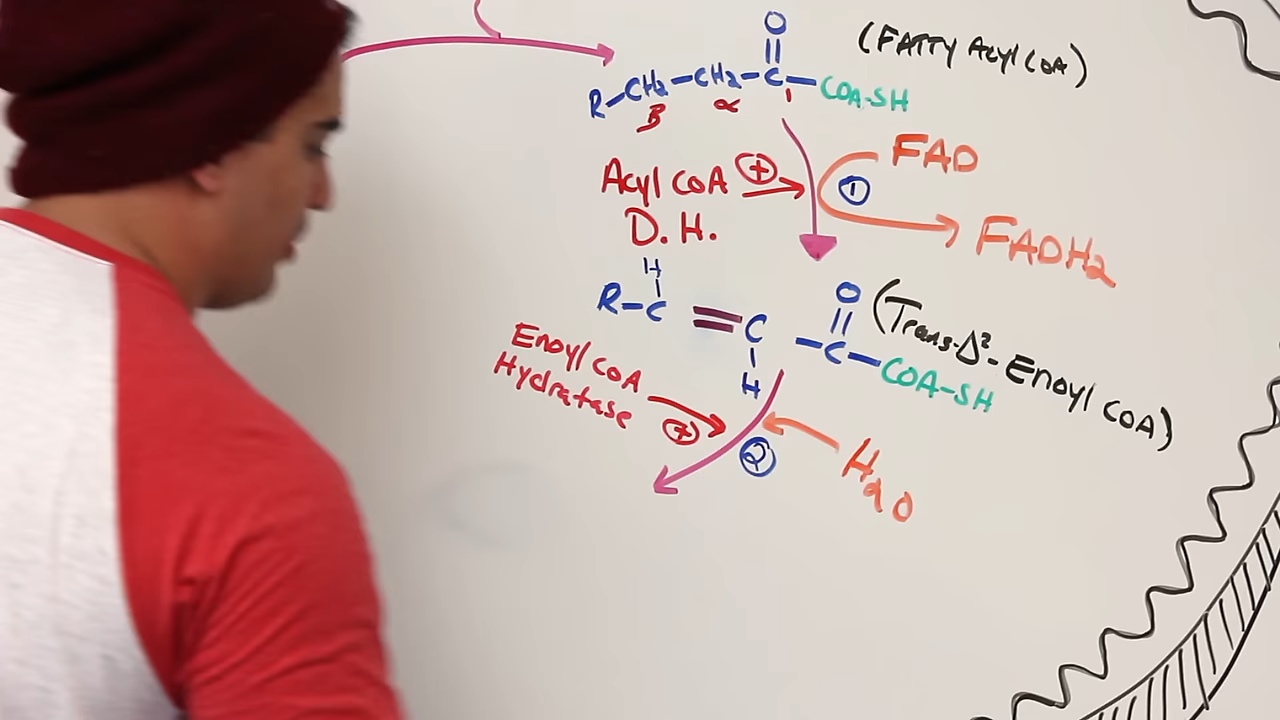 O
(FATTY Acyl COA)
R-CH2-CH2-C-COA-SH
β α 1
Acyl COA +
D. H.
FAD
1
FADH2
H
R-C=C-C-COA-SH
O
H
(Trans-Δ²-Enoyl COA)
Enoyl COA
Hydratase +
2
H2O